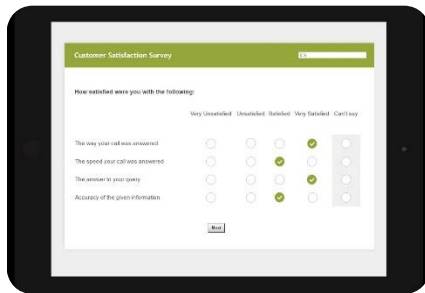 Customer Satisfaction Survey
How satisfied were you with the following:
Very Unsatisfied Unsatisfied Satisfied Very Satisfied Can't say
The way your call was answered
The speed your call was answered
The answer to your query
Accuracy of the given information
Next